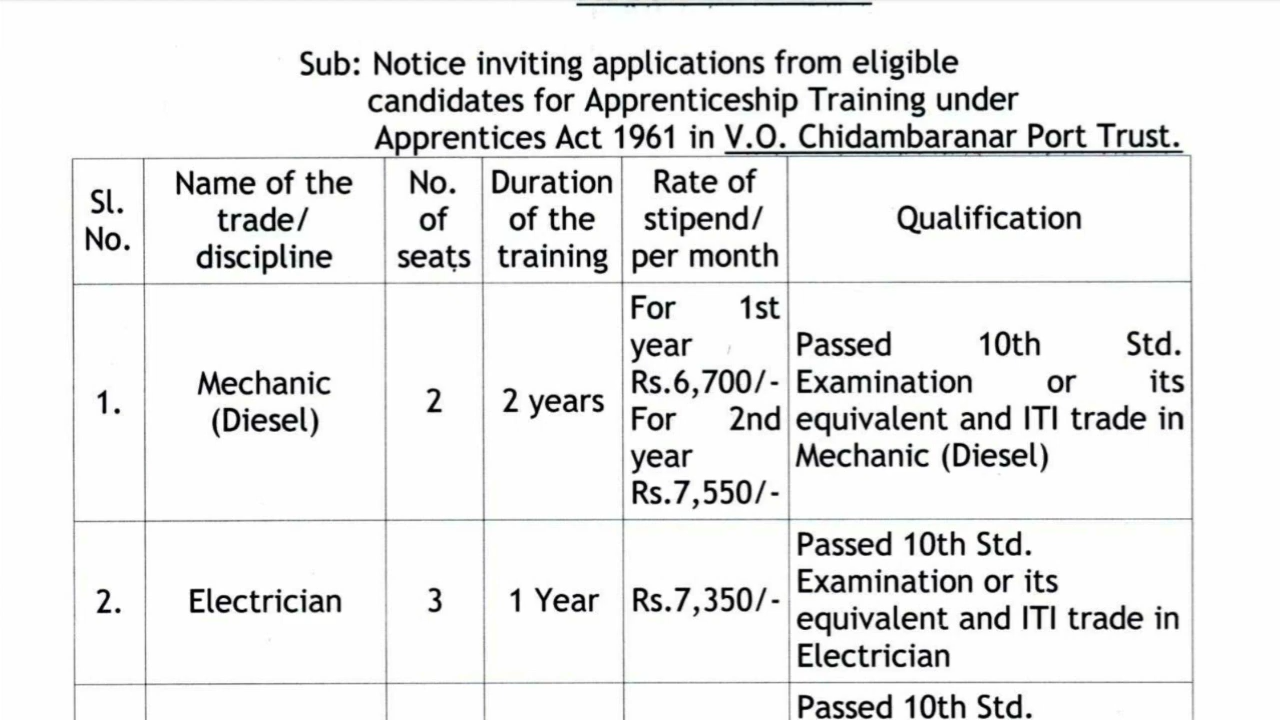 Sub: Notice inviting applications from eligible
candidates for Apprenticeship Training under
Apprentices Act 1961 in V.O. Chidambaranar Port Trust.
Sl.
No.
Name of the
trade/
discipline
No.
of
seats
Duration
of the
training
Rate of
stipend/
per month
Qualification
1.
Mechanic
(Diesel)
2
2 years
For 1st
year
Rs.6,700/-
For 2nd
year
Rs.7,550/-
Passed 10th Std.
Examination or its
equivalent and ITI trade in
Mechanic (Diesel)
2.
Electrician
3
1 Year
Rs.7,350/-
Passed 10th Std.
Examination or its
equivalent and ITI trade in
Electrician
Passed 10th Std.